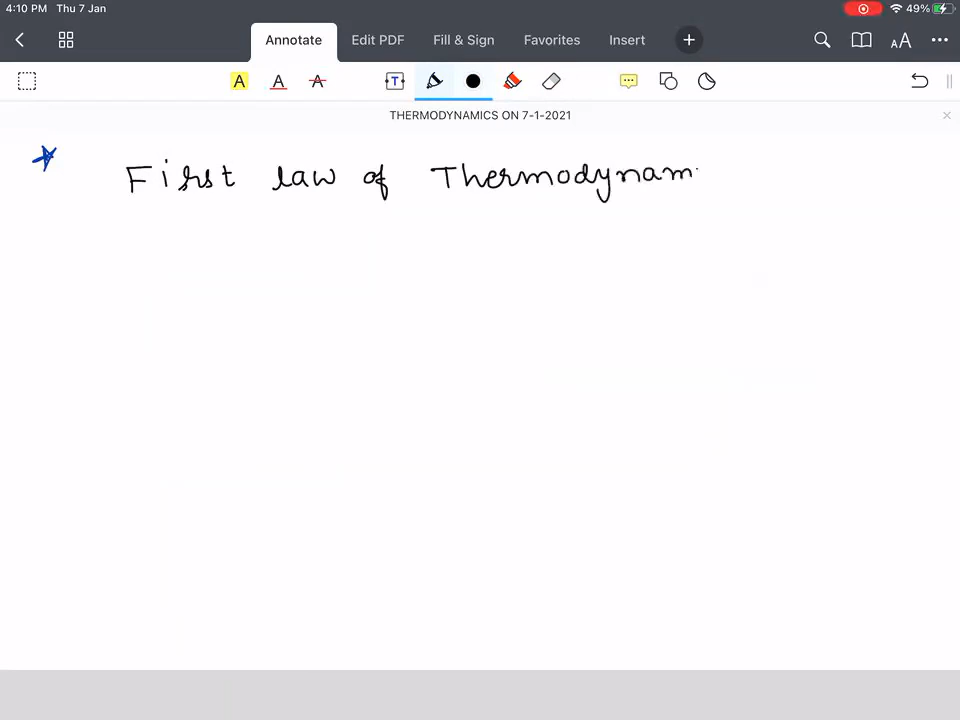 4:10 PM Thu 7 Jan 49%
Annotate Edit PDF Fill & Sign Favorites Insert
A A A T AA
THERMODYNAMICS ON 7-1-2021
First law of Thermodynam